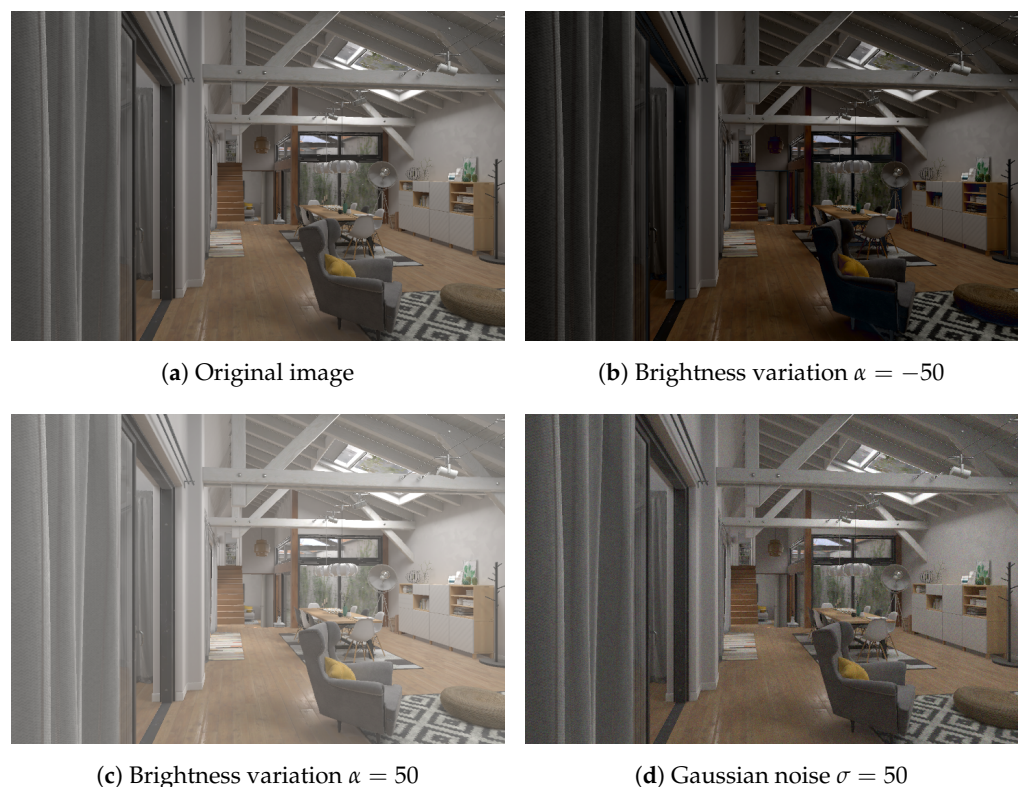 (a) Original image
(b) Brightness variation α = −50
(c) Brightness variation α = 50
(d) Gaussian noise σ = 50